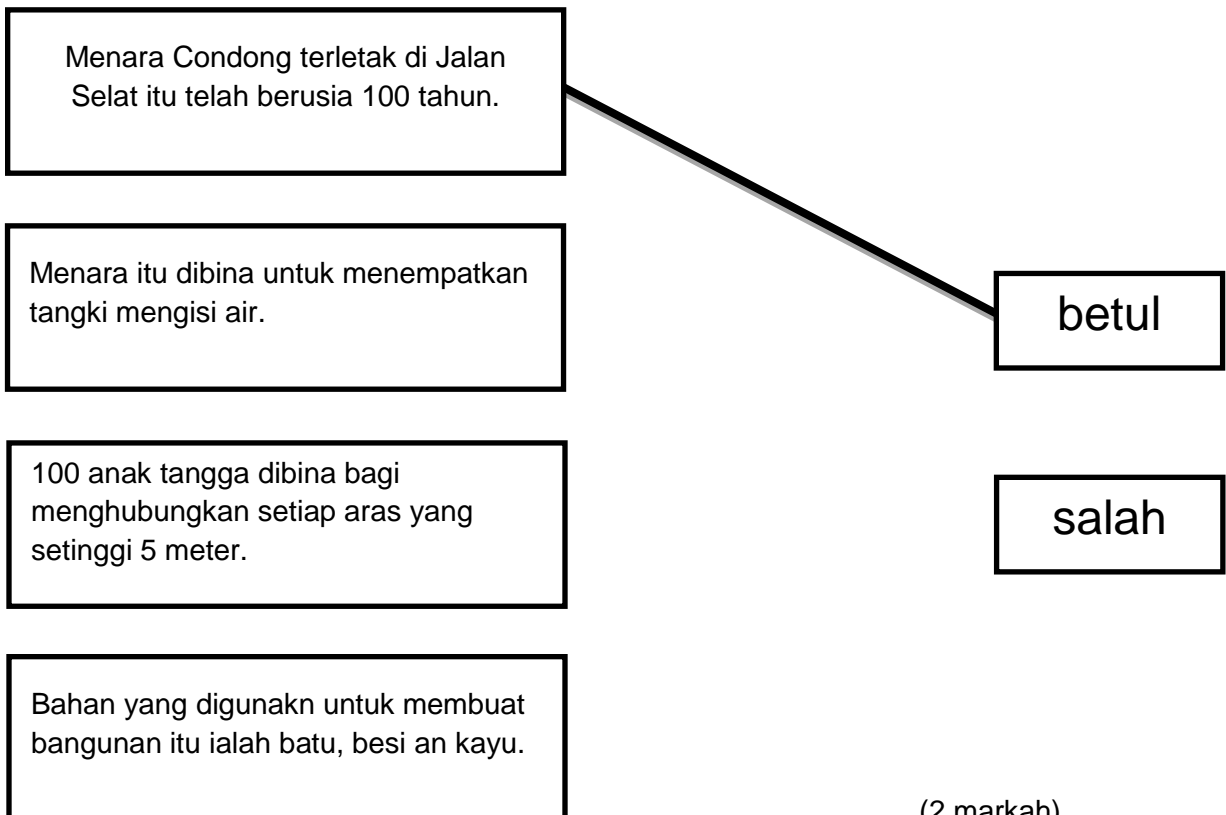 Menara Condong terletak di Jalan
Selat itu telah berusia 100 tahun.
Menara itu dibina untuk menempatkan
tangki mengisi air.
betul
100 anak tangga dibina bagi
menghubungkan setiap aras yang
setinggi 5 meter.
salah
Bahan yang digunakn untuk membuat
bangunan itu ialah batu, besi an kayu.
(2 markah)